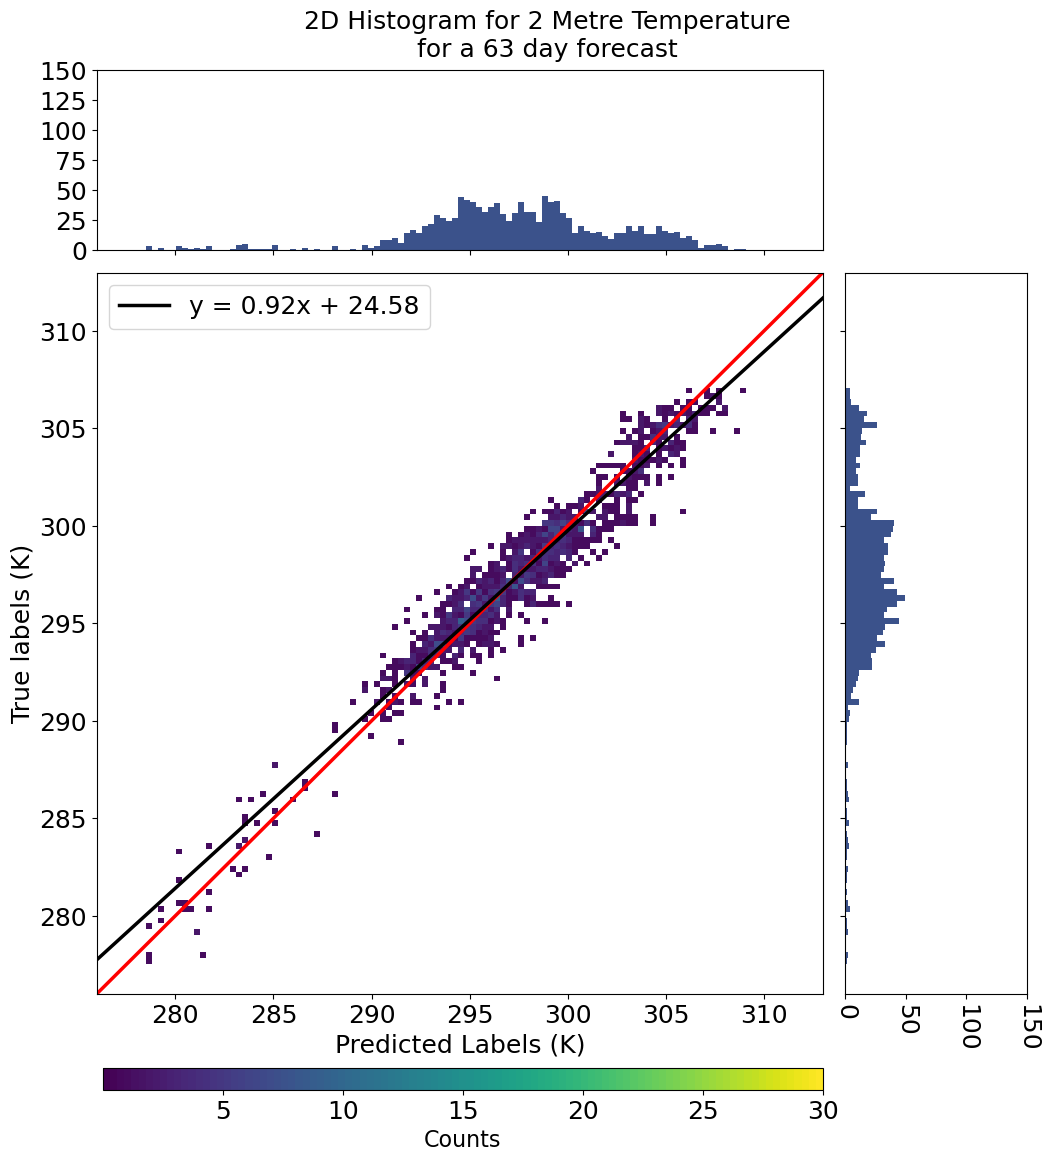 2D Histogram for 2 Metre Temperature
for a 63 day forecast
150
125
100
75
50
25
0
y = 0.92x + 24.58
310
305
300
295
290
285
280
True labels (K)
280 285 290 295 300 305 310
Predicted Labels (K)
0 50 100 150
5 10 15 20 25 30
Counts